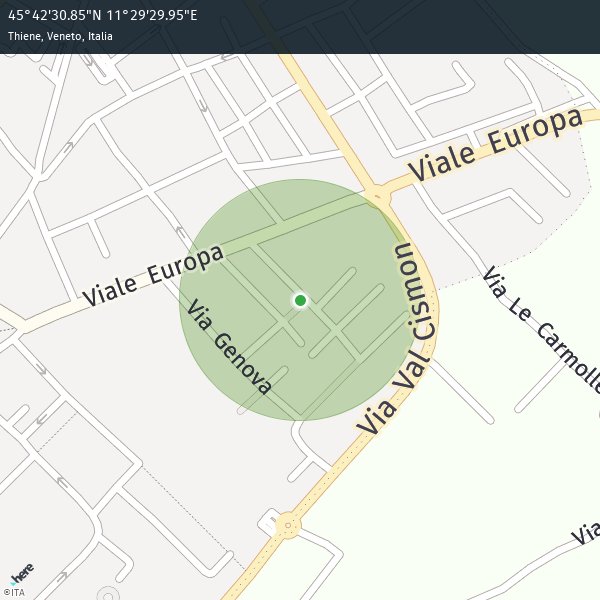 45°42'30.85"N 11°29'29.95"E
Thiene, Veneto, Italia
Viale Europa
Viale Europa
Via Val Cismon
Via Genova
Via Le Carmolle
Via
here
©ITA